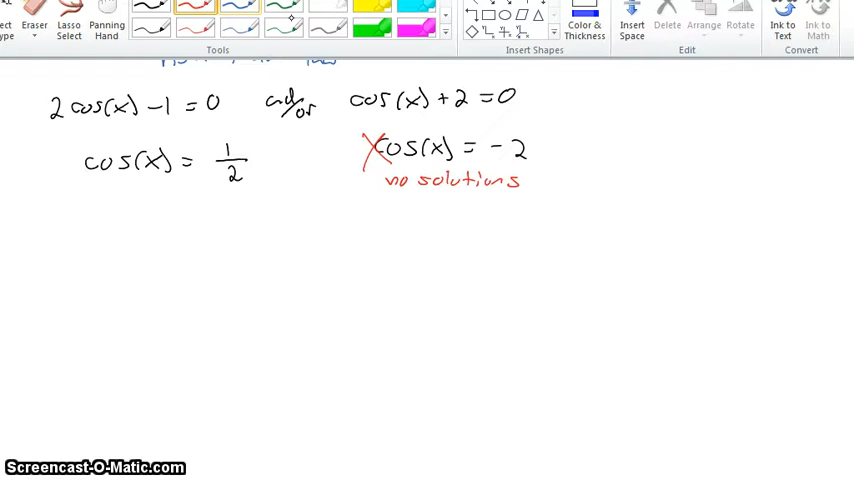 Eraser Lasso Select Panning Hand
Color & Thickness Insert Space Delete Arrange Rotate Ink to Text Ink to Math
Tools Insert Shapes Edit Convert
2cos(x) - 1 = 0 and/or cos(x) + 2 = 0
cos(x) = 1/2 cos(x) = - 2
no solutions
Screencast-O-Matic.com